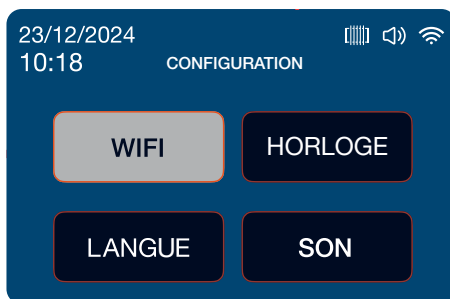 23/12/2024
10:18
CONFIGURATION
WIFI
HORLOGE
LANGUE
SON